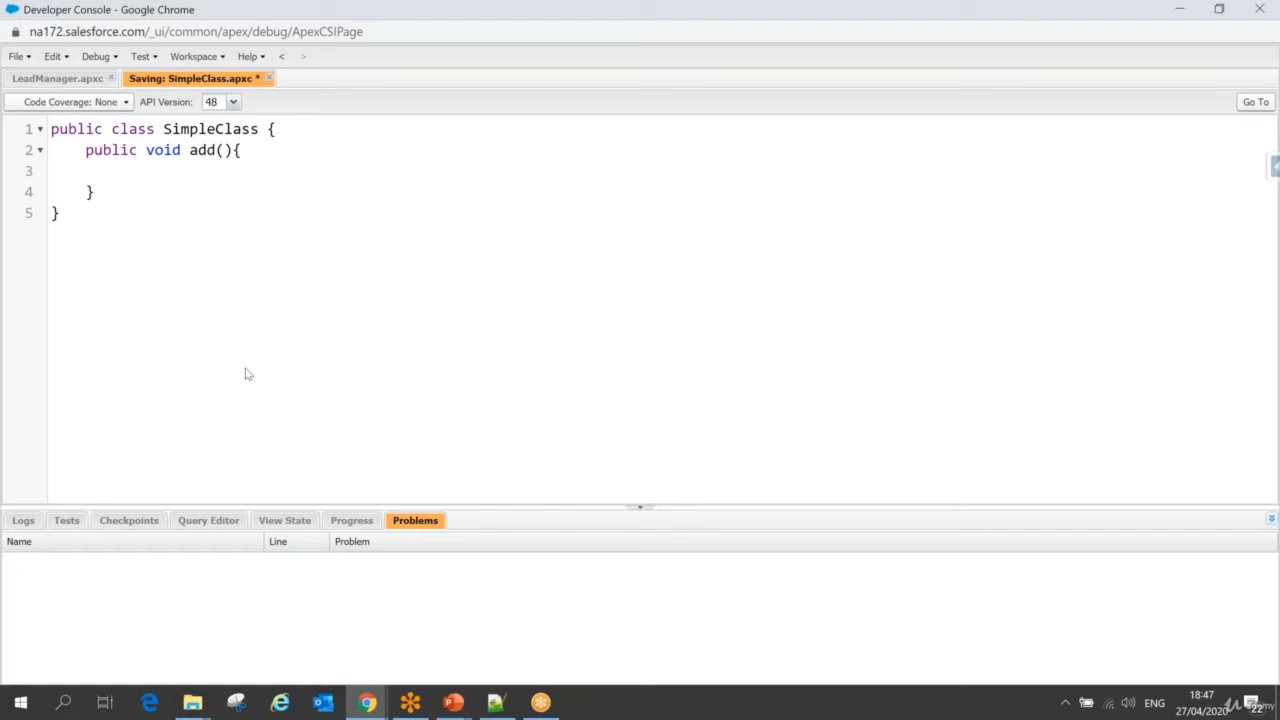 Developer Console - Google Chrome
na172.salesforce.com/_ui/common/apex/debug/ApexCSIPage
File Edit Debug Test Workspace Help < >
LeadManager.apxc Saving: SimpleClass.apxc *
Code Coverage: None API Version: 48 Go To
1 public class SimpleClass {
2 public void add(){
3
4 }
5 }
Logs Tests Checkpoints Query Editor View State Progress Problems
Name Line Problem
ENG
18:47
27/04/2020
22